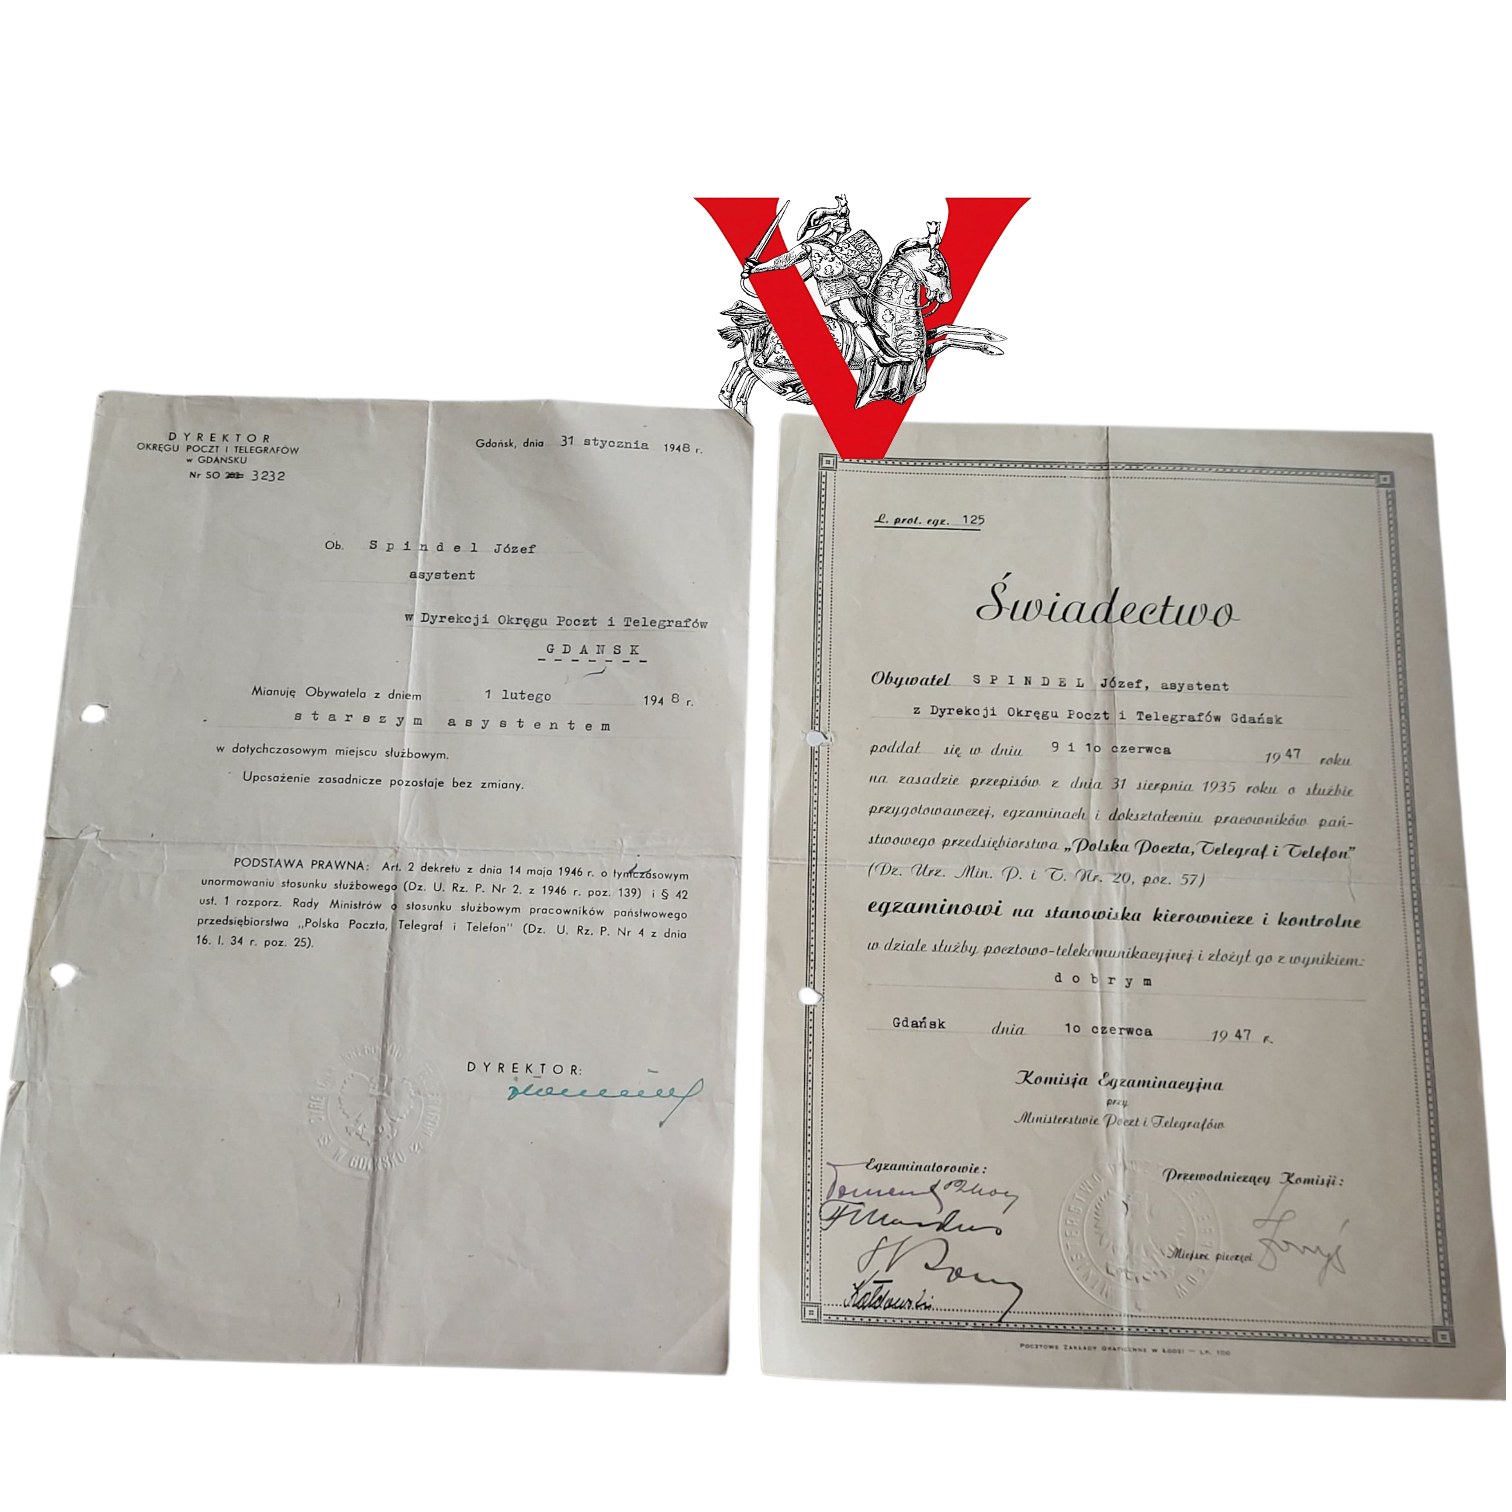 DYREKTOR
OKRĘGU POCZT I TELEGRAFÓW
w GDAŃSKU
Nr SO 3232
Gdańsk, dnia 31 stycznia 1948 r.
Ob. Spindel Józef
asystent
w Dyrekcji Okręgu Poczt i Telegrafów
GDAŃSK
Mianuję Obywatela z dniem 1 lutego 1948 r.
starszym asystentem
w dotychczasowym miejscu służbowym.
Uposażenie zasadnicze pozostaje bez zmiany.
PODSTAWA PRAWNA: Art. 2 dekretu z dnia 14 maja 1946 r. o tymczasowym
unormowaniu stosunku służbowego (Dz. U. Rz. P. Nr 2. z 1946 r. poz. 139) i § 42
ust. 1 rozporz. Rady Ministrów o stosunku służbowym pracowników państwowego
przedsiębiorstwa „Polska Poczta, Telegraf i Telefon" (Dz. U. Rz. P. Nr 4 z dnia
16. I. 34 r. poz. 25).
DYREKTOR:
W GDAŃSKU
V
L. prot. egz. 125
Świadectwo
Obywatel SPINDEL Józef, asystent
z Dyrekcji Okręgu Poczt i Telegrafów Gdańsk
poddał się w dniu 9 i 10 czerwca 1947 roku
na zasadzie przepisów z dnia 31 sierpnia 1935 roku o służbie
przygotowawczej, egzaminach i dokształceniu pracowników pań-
stwowego przedsiębiorstwa „Polska Poczta, Telegraf i Telefon"
(Dz. Urz. Min. P. i T. Nr. 20, poz. 57)
egzaminowi na stanowiska kierownicze i kontrolne
w dziale służby pocztowo-telekomunikacyjnej i złożył go z wynikiem:
dobrym
Gdańsk dnia 10 czerwca 1947 r.
Komisja Egzaminacyjna
przy
Ministerstwie Poczt i Telegrafów
Egzaminatorowie:
Przewodniczący Komisji:
Miejsce pieczęci
POCZTOWE ZAKŁADY GRAFICZNE W ŁODZI — LK. 100